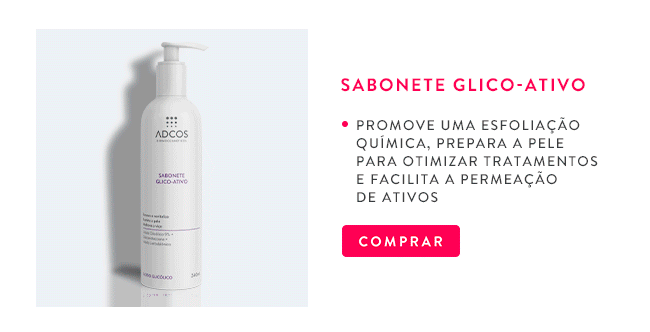 ADCOS
SABONETE
GLICO-ATIVO
SABONETE GLICO-ATIVO
• PROMOVE UMA ESFOLIAÇÃO
QUÍMICA, PREPARA A PELE
PARA OTIMIZAR TRATAMENTOS
E FACILITA A PERMEAÇÃO
DE ATIVOS
COMPRAR